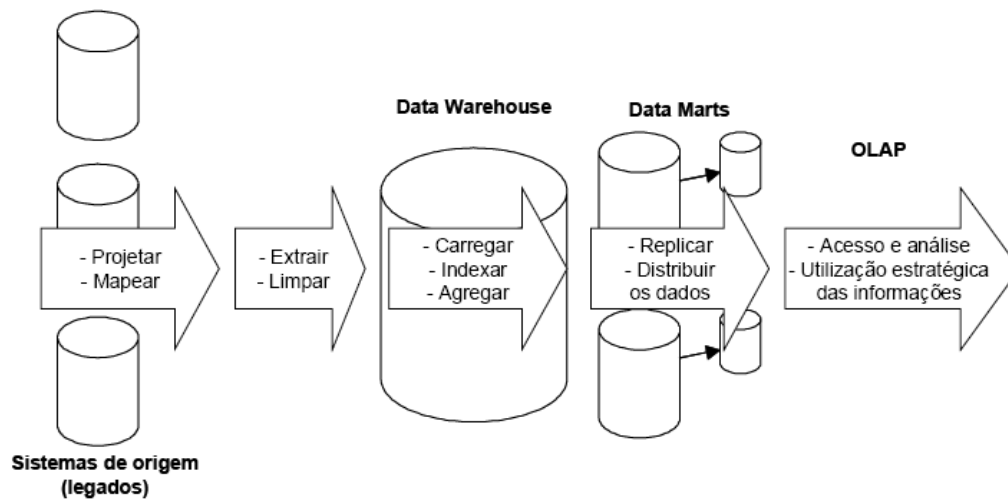 Data Warehouse
Data Marts
OLAP
- Projetar
- Mapear
- Extrair
- Limpar
- Carregar
- Indexar
- Agregar
- Replicar
- Distribuir
os dados
- Acesso e análise
- Utilização estratégica
das informações
Sistemas de origem
(legados)